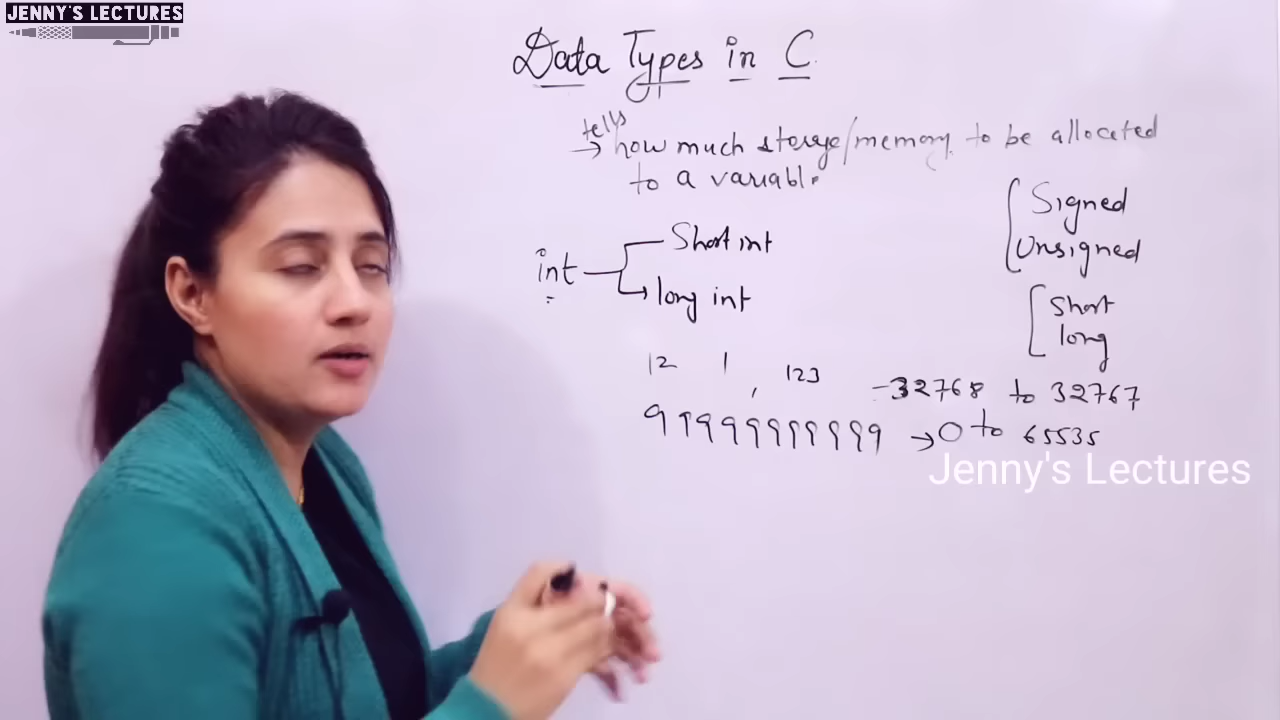 JENNY'S LECTURES
Data Types in C
tells
→ how much storage/memory to be allocated
to a variable
Signed
Unsigned
int
Short int
long int
Short
long
12 1 , 123
-32768 to 32767
99999999999 → 0 to 65535
Jenny's Lectures